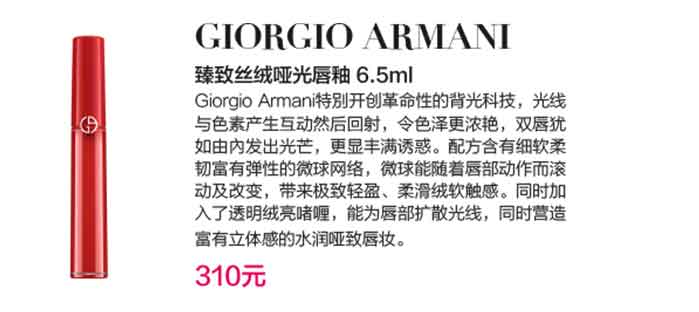 GIORGIO ARMANI
臻致丝绒哑光唇釉 6.5ml
Giorgio Armani特别开创革命性的背光科技，光线
与色素产生互动然后回射，令色泽更浓艳，双唇犹
如由內发出光芒，更显丰满诱惑。配方含有细软柔
韧富有弹性的微球网络，微球能随着唇部动作而滚
动及改变，带来极致轻盈、柔滑绒软触感。同时加
入了透明绒亮啫喱，能为唇部扩散光线，同时营造
富有立体感的水润哑致唇妆。
310元